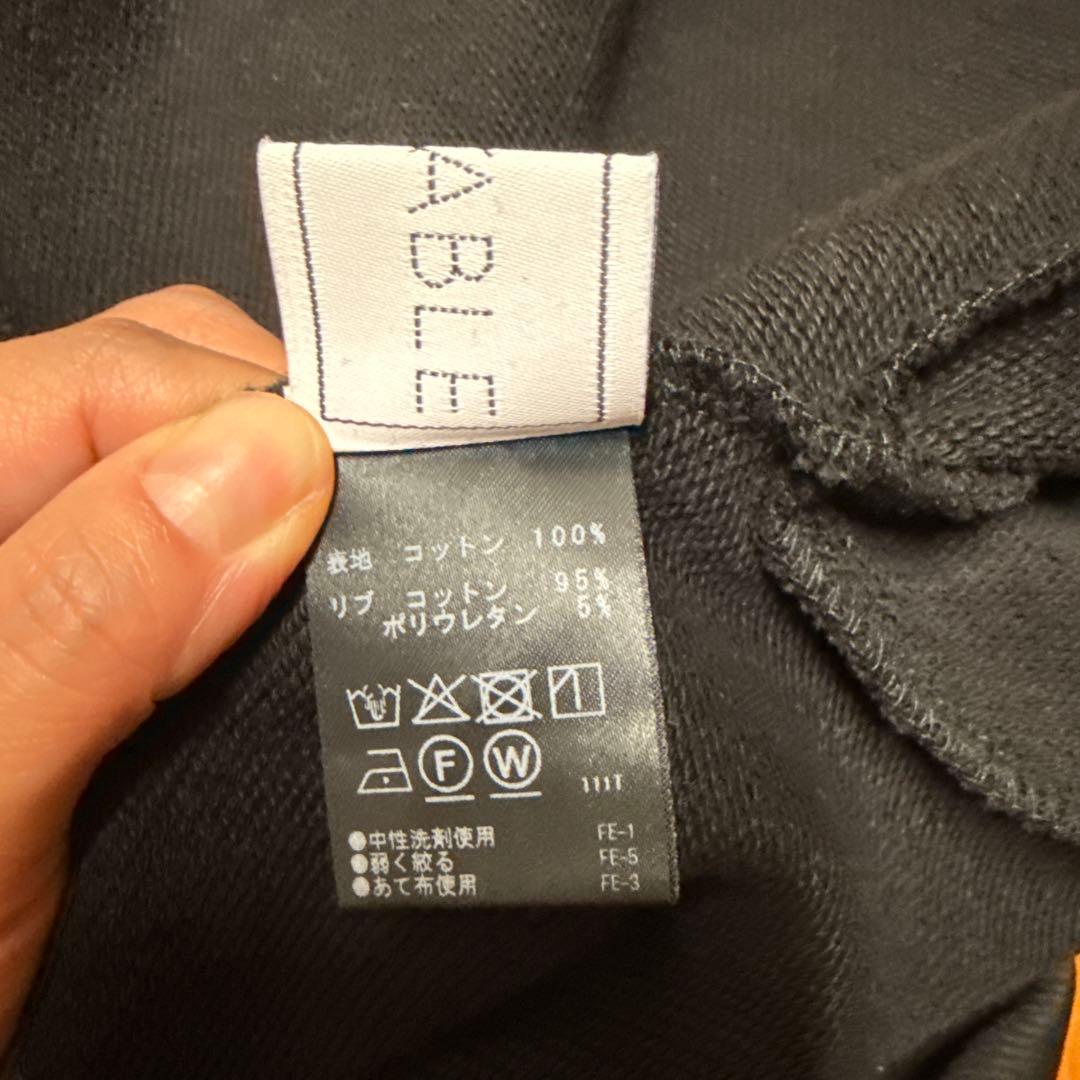 ABLE
表地 コットン 100%
リブ コットン 95%
ポリウレタン 5%
F W 111T
●中性洗剤使用 FE-1
●弱く絞る FE-5
●あて布使用 FE-3